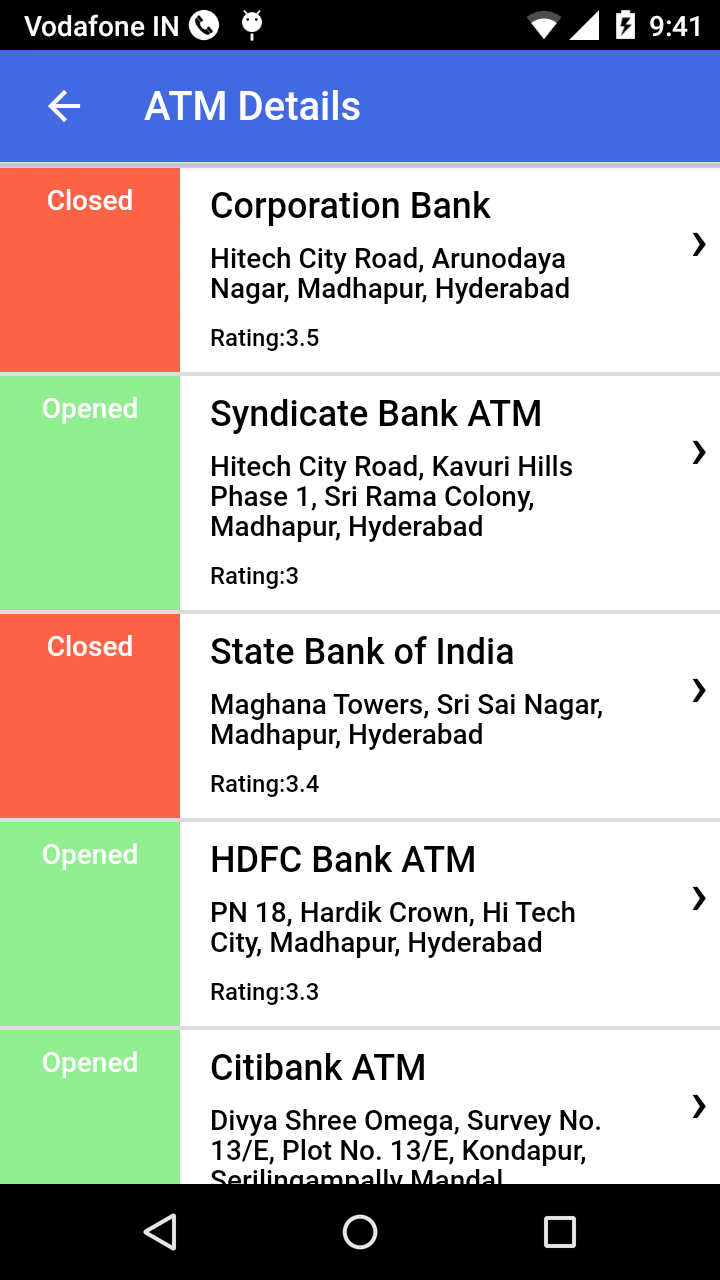 Vodafone IN
9:41
ATM Details
Closed
Corporation Bank
Hitech City Road, Arunodaya
Nagar, Madhapur, Hyderabad
Rating:3.5
Opened
Syndicate Bank ATM
Hitech City Road, Kavuri Hills
Phase 1, Sri Rama Colony,
Madhapur, Hyderabad
Rating:3
Closed
State Bank of India
Maghana Towers, Sri Sai Nagar,
Madhapur, Hyderabad
Rating:3.4
Opened
HDFC Bank ATM
PN 18, Hardik Crown, Hi Tech
City, Madhapur, Hyderabad
Rating:3.3
Opened
Citibank ATM
Divya Shree Omega, Survey No.
13/E, Plot No. 13/E, Kondapur,
Serilingampally Mandal